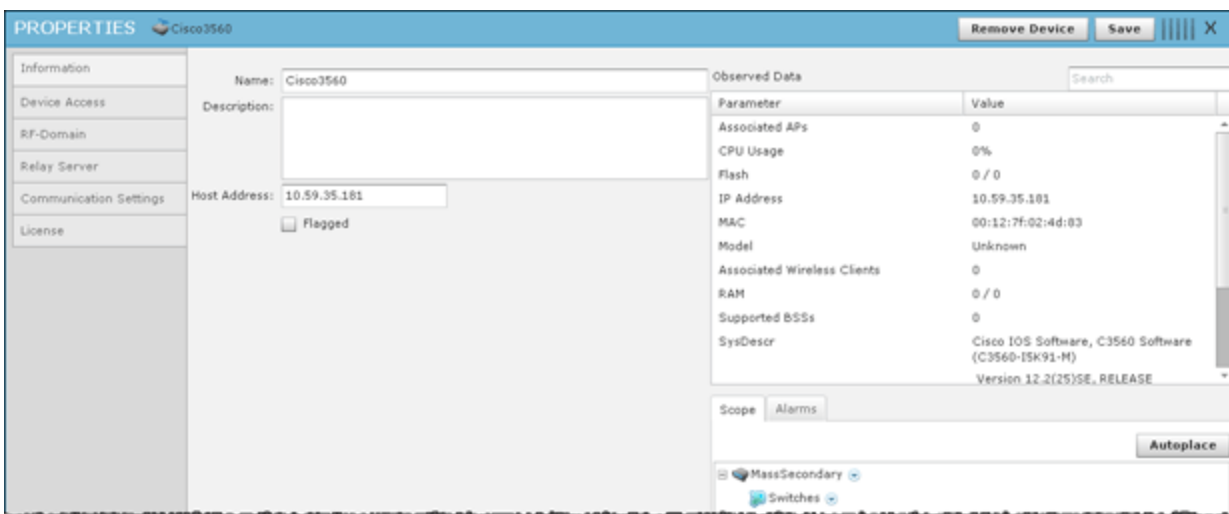 PROPERTIES Cisco3560
Remove Device Save X
Information
Device Access
RF-Domain
Relay Server
Communication Settings
License
Name: Cisco3560
Description:
Host Address: 10.59.35.181
Flagged
Observed Data Search
Parameter Value
Associated APs 0
CPU Usage 0%
Flash 0 / 0
IP Address 10.59.35.181
MAC 00:12:7f:02:4d:83
Model Unknown
Associated Wireless Clients 0
RAM 0 / 0
Supported BSSs 0
SysDescr Cisco IOS Software, C3560 Software
(C3560-I5K91-M)
Version 12.2(25)SE, RELEASE
Scope Alarms
Autoplace
MassSecondary
Switches